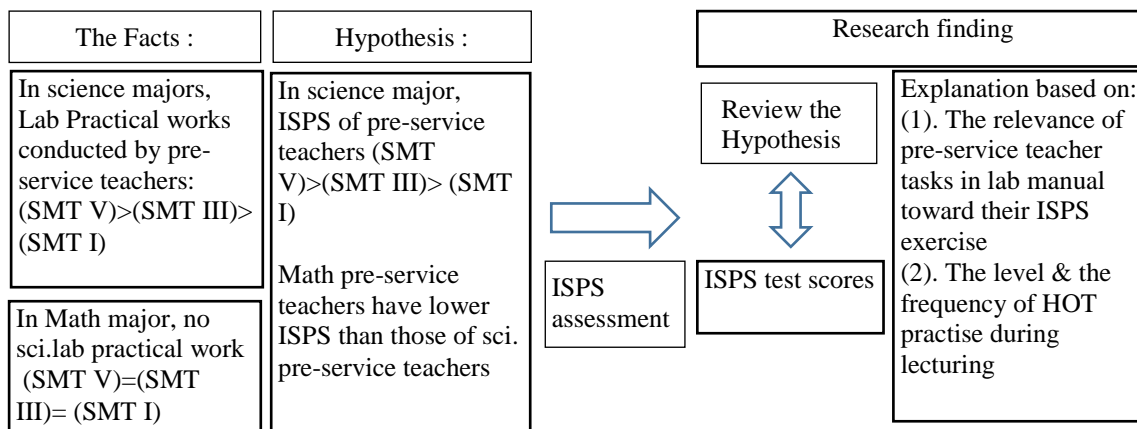 The Facts :
In science majors,
Lab Practical works
conducted by pre-
service teachers:
(SMT V)>(SMT III)>
(SMT I)
In Math major, no
sci.lab practical work
(SMT V)=(SMT
III)= (SMT I)
Hypothesis :
In science major,
ISPS of pre-service
teachers (SMT
V)>(SMT III)> (SMT
I)
Math pre-service
teachers have lower
ISPS than those of sci.
pre-service teachers
ISPS
assessment
Research finding
Review the
Hypothesis
ISPS test scores
Explanation based on:
(1). The relevance of
pre-service teacher
tasks in lab manual
toward their ISPS
exercise
(2). The level & the
frequency of HOT
practise during
lecturing